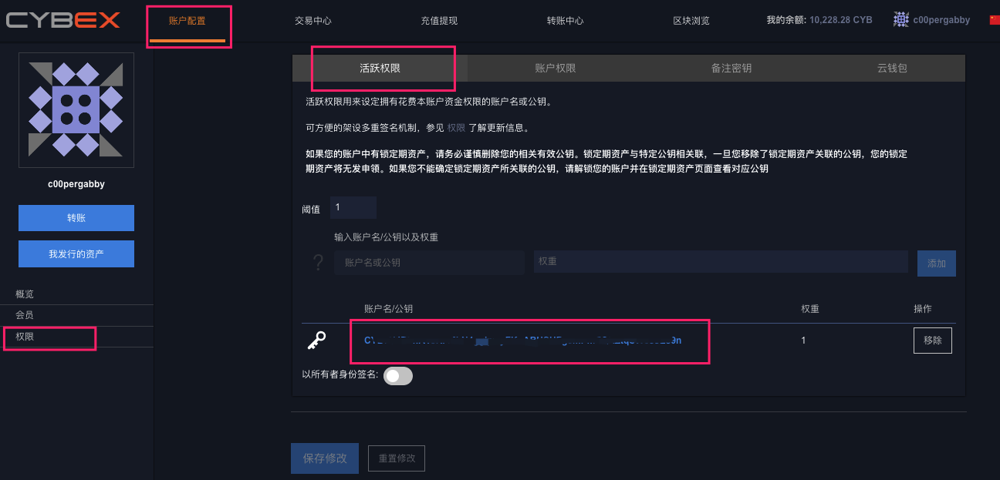 CYBEX
账户配置
交易中心
充值提现
转账中心
区块浏览
我的余额: 10,228.28 CYB
c00pergabby
c00pergabby
转账
我发行的资产
概览
会员
权限
活跃权限
账户权限
备注密钥
云钱包
活跃权限用来设定拥有花费本账户资金权限的账户名或公钥。
可方便的架设多重签名机制，参见 权限 了解更新信息。
如果您的账户中有锁定期资产，请务必谨慎删除您的相关有效公钥。锁定期资产与特定公钥相关联，一旦您移除了锁定期资产关联的公钥，您的锁定
期资产将无发申领。如果您不能确定锁定期资产所关联的公钥，请解锁您的账户并在锁定期资产页面查看对应公钥
阈值
1
输入账户名/公钥以及权重
?
账户名或公钥
权重
添加
账户名/公钥
权重
操作
1
移除
以所有者身份签名:
保存修改
重置修改